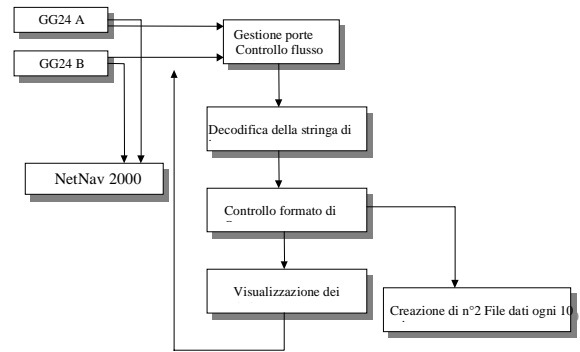 GG24 A
GG24 B
Gestione porte
Controllo flusso
Decodifica della stringa di
NetNav 2000
Controllo formato di
Visualizzazione dei
Creazione di n°2 File dati ogni 10